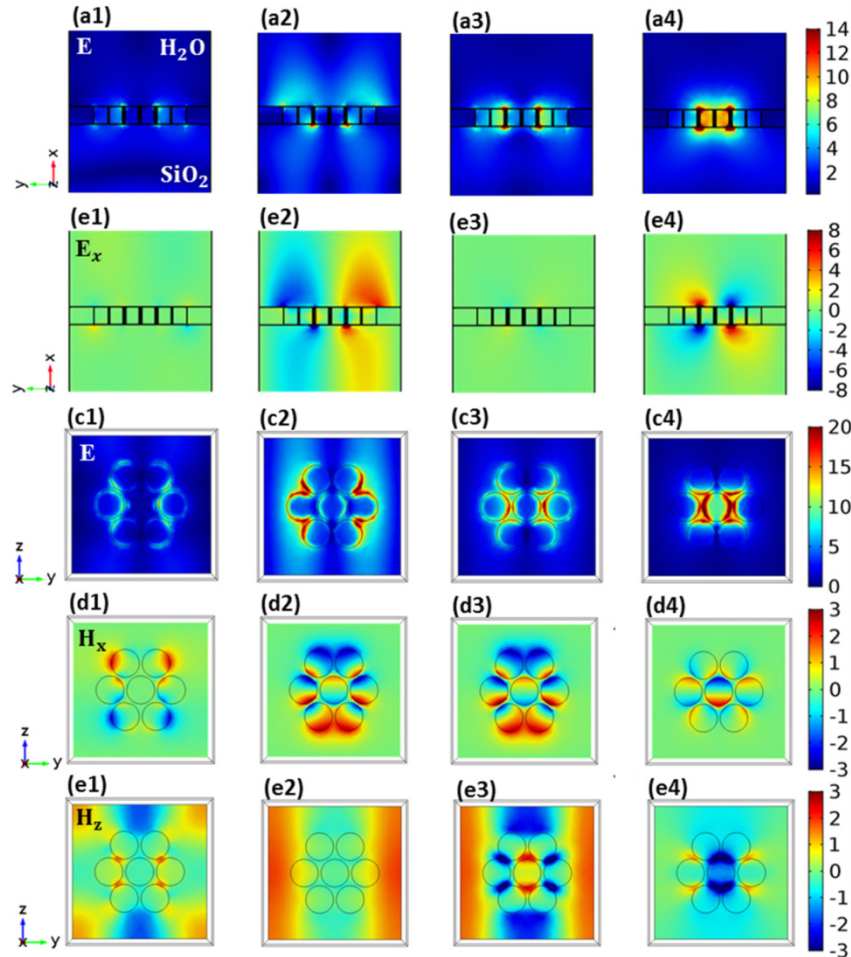 (a1) (a2) (a3) (a4)
E H₂O
SiO₂
x
y z
14
12
10
8
6
4
2
(e1) (e2) (e3) (e4)
Eₓ
x
y z
8
6
4
2
0
-2
-4
-6
-8
(c1) (c2) (c3) (c4)
E
z
x y
20
15
10
5
0
(d1) (d2) (d3) (d4)
Hₓ
z
x y
3
2
1
0
-1
-2
-3
(e1) (e2) (e3) (e4)
H_z
z
x y
3
2
1
0
-1
-2
-3